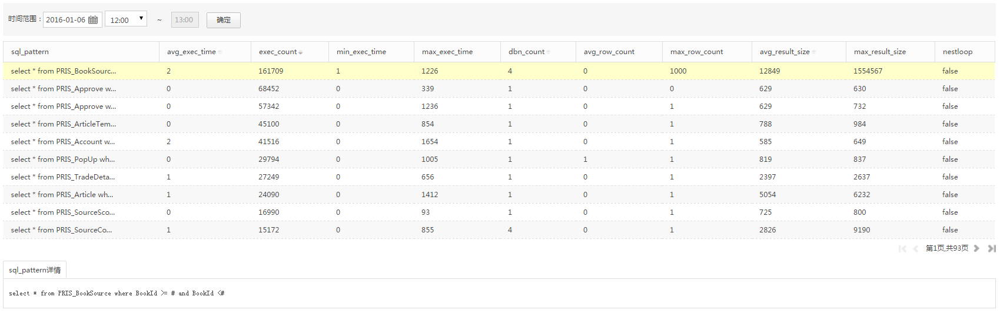 时间范围： 2016-01-06 12:00 ~ 13:00 确定
sql_pattern avg_exec_time exec_count min_exec_time max_exec_time dbn_count avg_row_count max_row_count avg_result_size max_result_size nestloop
select * from PRIS_BookSourc... 2 161709 1 1226 4 0 1000 12849 1554567 false
select * from PRIS_Approve w... 0 68452 0 339 1 0 0 629 630 false
select * from PRIS_Approve w... 0 57342 0 1236 1 0 1 629 732 false
select * from PRIS_ArticleTem... 0 45100 0 854 1 0 1 788 984 false
select * from PRIS_Account w... 2 41516 0 1654 1 0 1 585 649 false
select * from PRIS_PopUp wh... 0 29794 0 1005 1 1 1 819 837 false
select * from PRIS_TradeDeta... 1 27249 0 656 1 0 1 2397 2637 false
select * from PRIS_Article wh... 1 24090 0 1412 1 0 1 5054 6232 false
select * from PRIS_SourceSco... 0 16990 0 93 1 0 1 725 800 false
select * from PRIS_SourceCo... 1 15172 0 855 4 0 1 2826 9190 false
第1页,共93页
sql_pattern详情
select * from PRIS_BookSource where BookId >= # and BookId <#